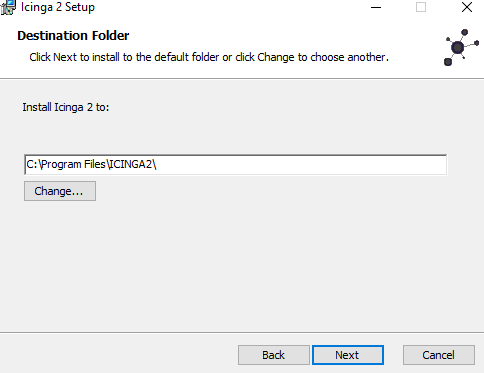 Icinga 2 Setup
Destination Folder
Click Next to install to the default folder or click Change to choose another.
Install Icinga 2 to:
C:\Program Files\ICINGA2\
Change...
Back Next Cancel